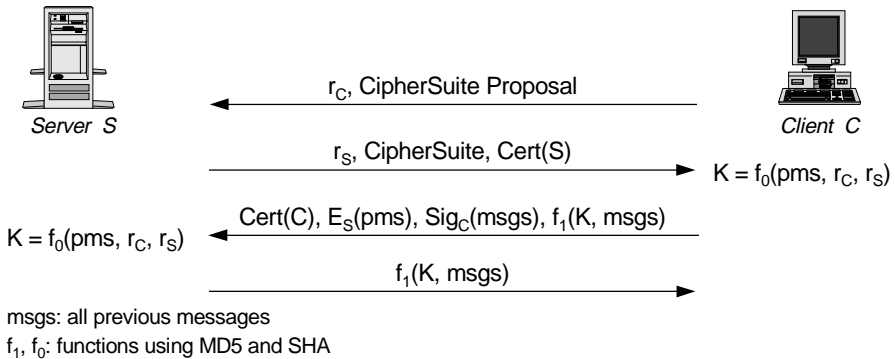 r_C, CipherSuite Proposal
Server S
Client C
r_S, CipherSuite, Cert(S)
K = f_0(pms, r_C, r_S)
Cert(C), E_S(pms), Sig_C(msgs), f_1(K, msgs)
K = f_0(pms, r_C, r_S)
f_1(K, msgs)
msgs: all previous messages
f_1, f_0: functions using MD5 and SHA